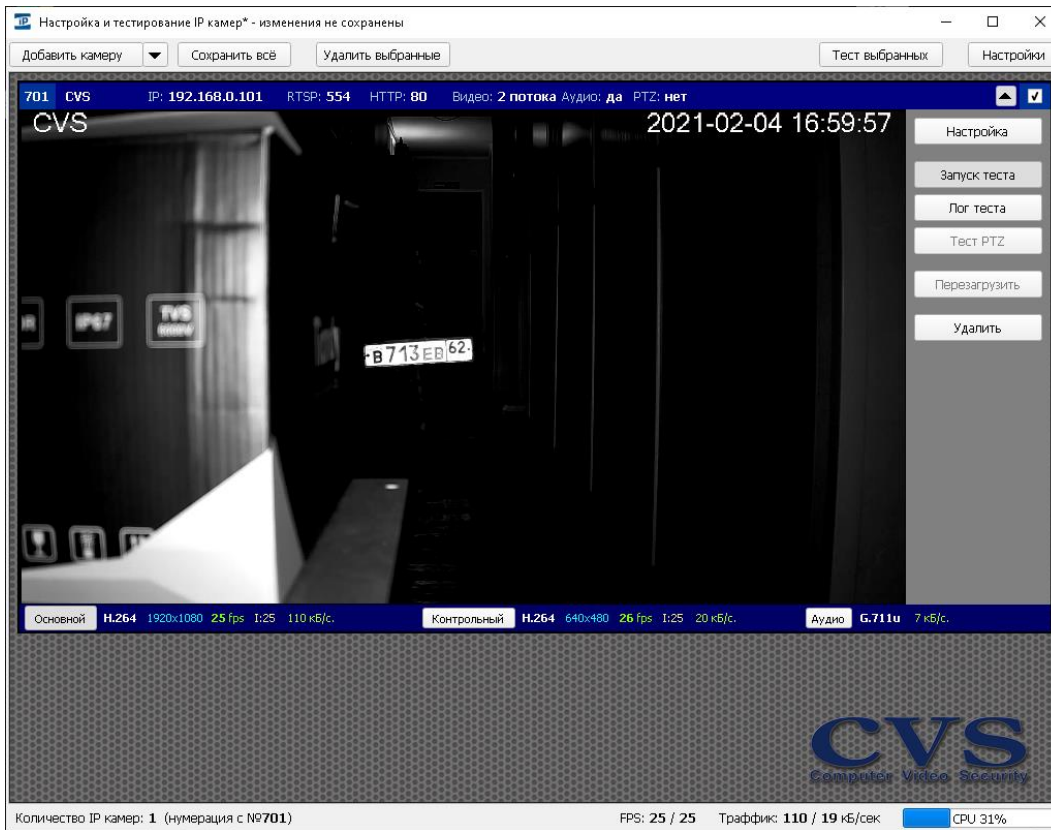 Настройка и тестирование IP камер* - изменения не сохранены
Добавить камеру Сохранить всё Удалить выбранные Тест выбранных Настройки
701 CVS IP: 192.168.0.101 RTSP: 554 HTTP: 80 Видео: 2 потока Аудио: да PTZ: нет
CVS 2021-02-04 16:59:57
Настройка
Запуск теста
Лог теста
Тест PTZ
Перезагрузить
Удалить
IP67
TVS
6000V
В713ЕВ 62
Основной H.264 1920x1080 25 fps I:25 110 кБ/с. Контрольный H.264 640x480 26 fps I:25 20 кБ/с. Аудио G.711u 7 кБ/с.
CVS
Computer Video Security
Количество IP камер: 1 (нумерация с №701) FPS: 25 / 25 Траффик: 110 / 19 кБ/сек CPU 31%